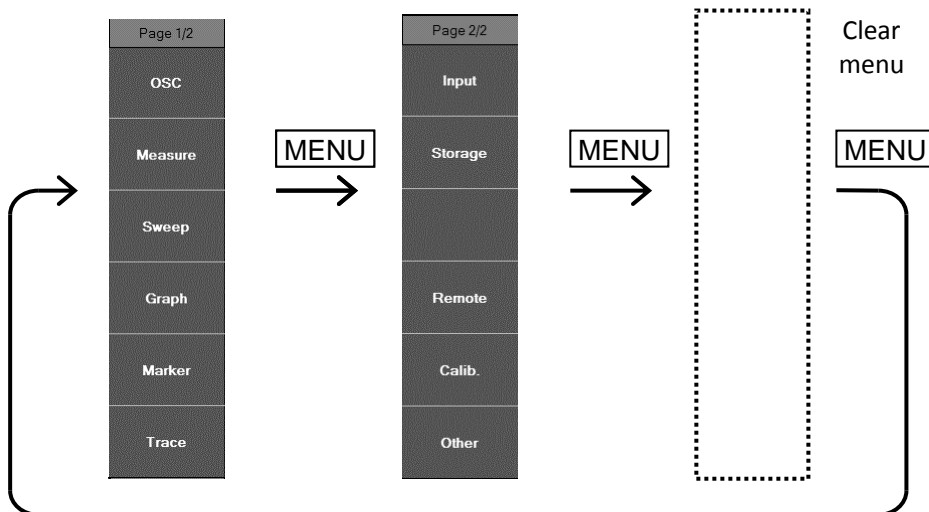 Page 1/2
OSC
Measure
Sweep
Graph
Marker
Trace
MENU
Page 2/2
Input
Storage
Remote
Calib.
Other
MENU
Clear
menu
MENU